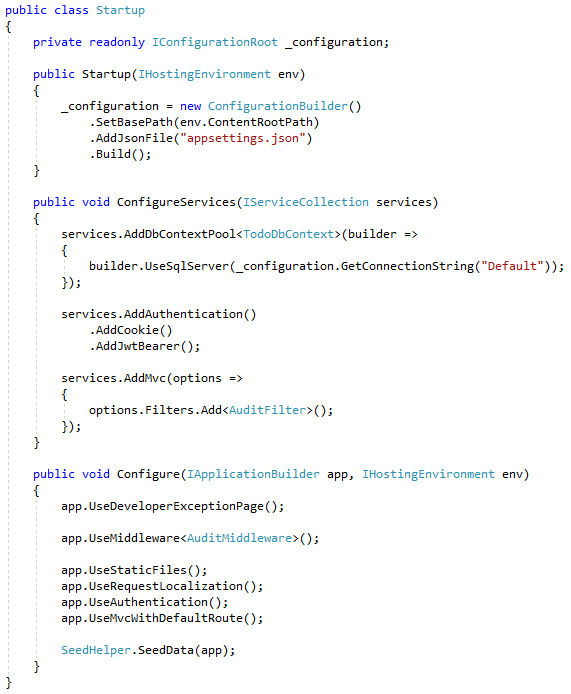 public class Startup
{
    private readonly IConfigurationRoot _configuration;

    public Startup(IHostingEnvironment env)
    {
        _configuration = new ConfigurationBuilder()
            .SetBasePath(env.ContentRootPath)
            .AddJsonFile("appsettings.json")
            .Build();
    }

    public void ConfigureServices(IServiceCollection services)
    {
        services.AddDbContextPool<TodoDbContext>(builder =>
        {
            builder.UseSqlServer(_configuration.GetConnectionString("Default"));
        });

        services.AddAuthentication()
            .AddCookie()
            .AddJwtBearer();

        services.AddMvc(options =>
        {
            options.Filters.Add<AuditFilter>();
        });
    }

    public void Configure(IApplicationBuilder app, IHostingEnvironment env)
    {
        app.UseDeveloperExceptionPage();

        app.UseMiddleware<AuditMiddleware>();

        app.UseStaticFiles();
        app.UseRequestLocalization();
        app.UseAuthentication();
        app.UseMvcWithDefaultRoute();

        SeedHelper.SeedData(app);
    }
}